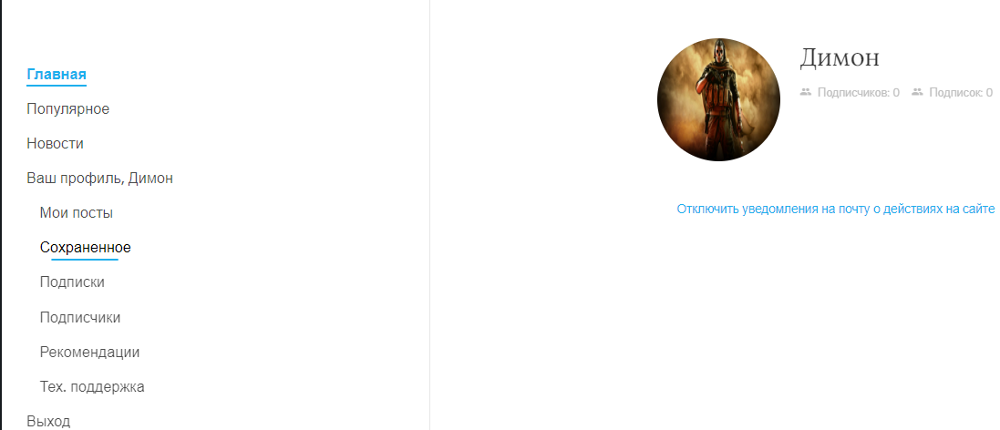 Главная
Популярное
Новости
Ваш профиль, Димон
Мои посты
Сохраненное
Подписки
Подписчики
Рекомендации
Тех. поддержка
Выход
Димон
Подписчиков: 0 Подписок: 0
Отключить уведомления на почту о действиях на сайте